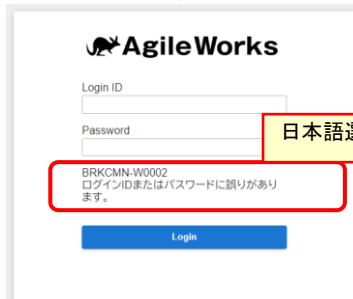 AgileWorks
Login ID
Password
日本語選
BRKCMN-W0002
ログインIDまたはパスワードに誤りがあり
ます。
Login